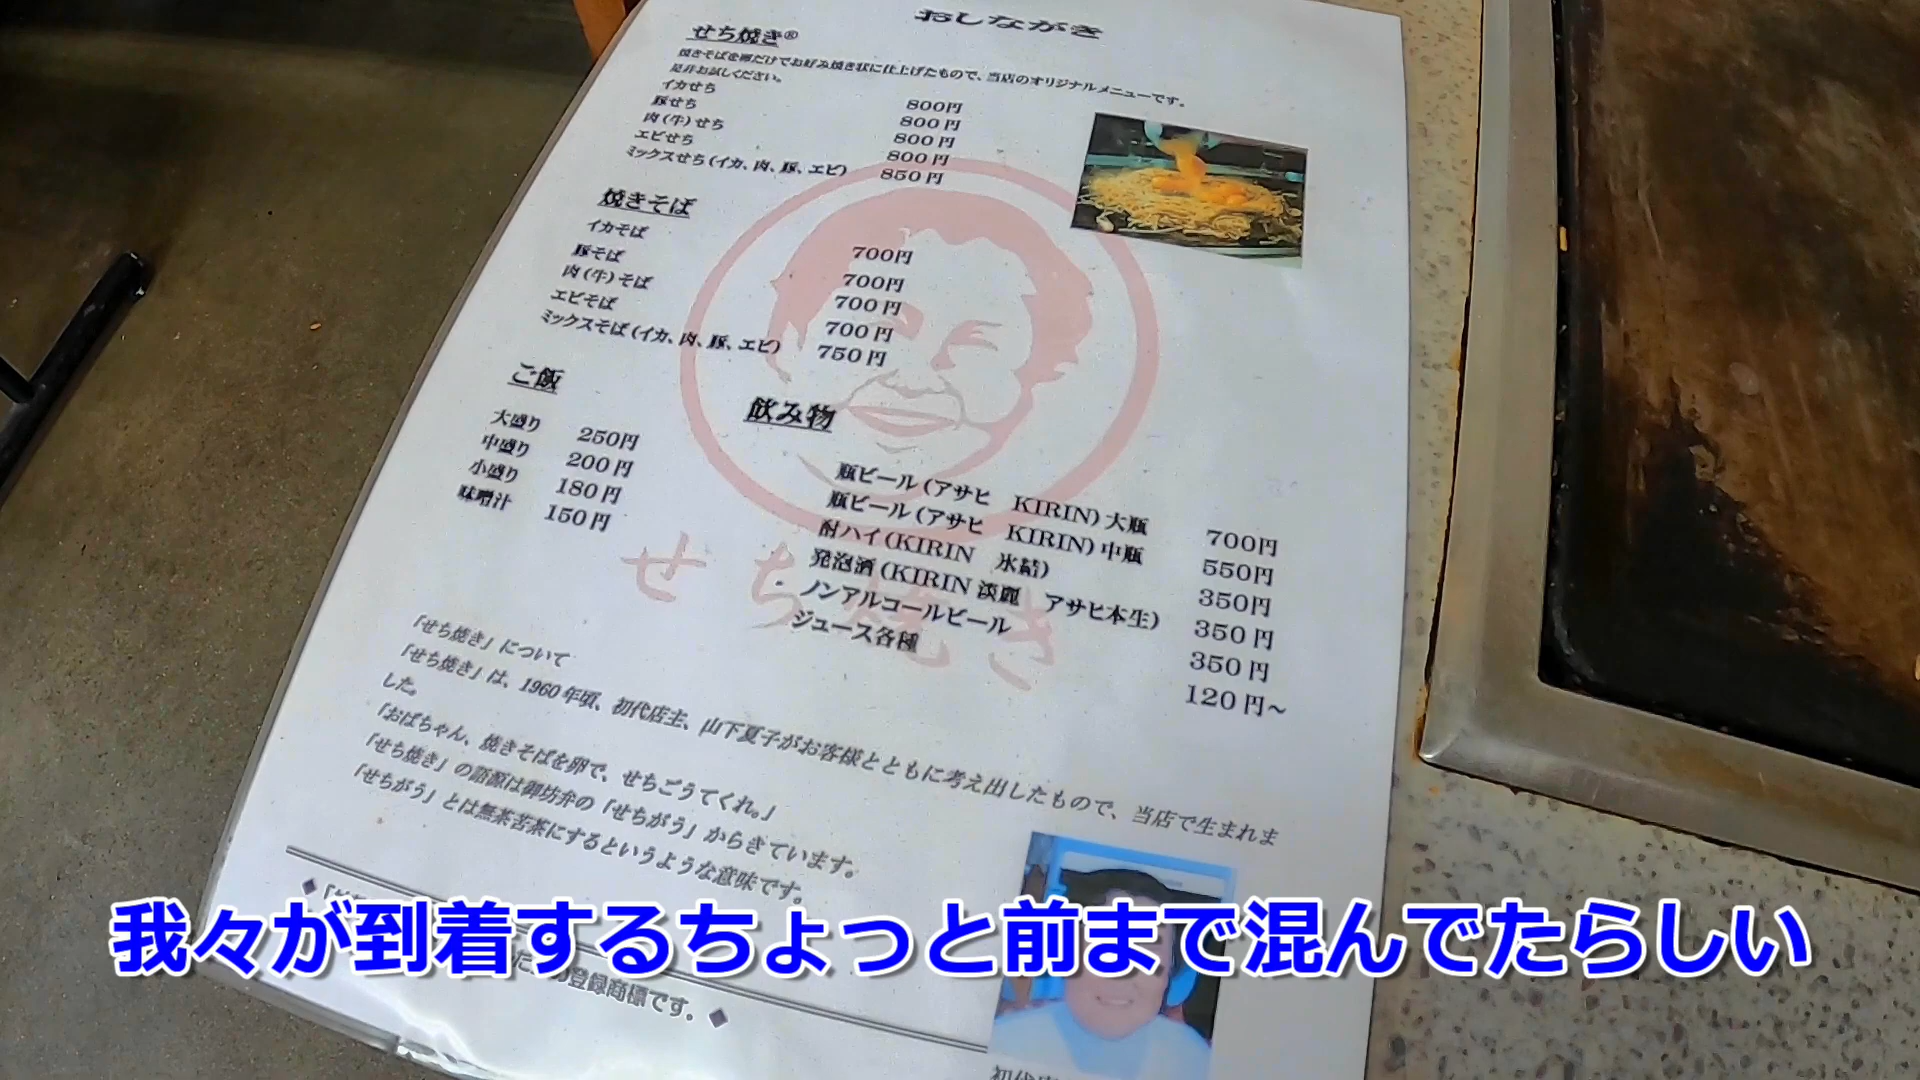 おしながき
せち焼き®
焼きそばを卵だけでお好み焼き状に仕上げたもので、当店のオリジナルメニューです。
是非お試しください。
イカせち 800円
豚せち 800円
肉(牛)せち 800円
エビせち 800円
ミックスせち(イカ、肉、豚、エビ) 850円
焼きそば
イカそば 700円
豚そば 700円
肉(牛)そば 700円
エビそば 700円
ミックスそば(イカ、肉、豚、エビ) 750円
ご飯
大盛り 250円
中盛り 200円
小盛り 180円
味噌汁 150円
飲み物
瓶ビール(アサヒ KIRIN)大瓶 700円
瓶ビール(アサヒ KIRIN)中瓶 550円
酎ハイ(KIRIN 氷結) 350円
発泡酒(KIRIN淡麗 アサヒ本生) 350円
ノンアルコールビール 350円
ジュース各種 120円~
せち焼き
「せち焼き」について
「せち焼き」は、1960年頃、初代店主、山下夏子がお客様とともに考え出したもので、当店で生まれま
した。
「おばちゃん、焼きそばを卵で、せちごうてくれ。」
「せち焼き」の語源は御坊弁の「せちがう」からきています。
「せちがう」とは無茶苦茶にするというような意味です。
の登録商標です。◆
初代
我々が到着するちょっと前まで混んでたらしい